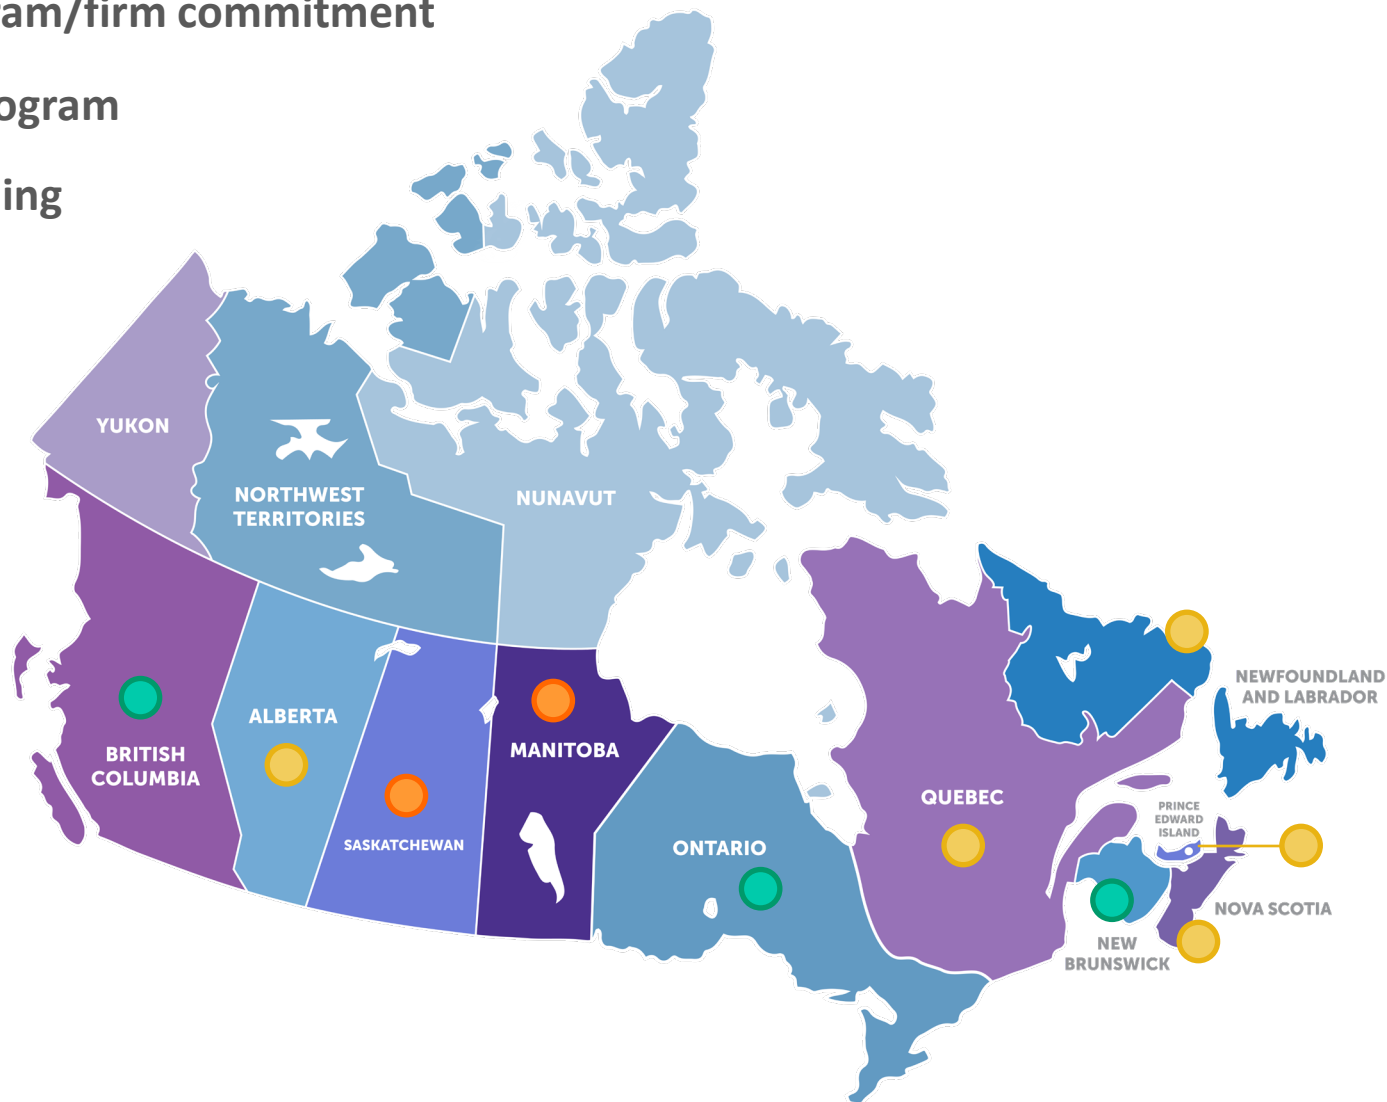 am/firm commitment
ogram
ing
YUKON
NORTHWEST
TERRITORIES
NUNAVUT
BRITISH
COLUMBIA
ALBERTA
SASKATCHEWAN
MANITOBA
ONTARIO
QUEBEC
NEWFOUNDLAND
AND LABRADOR
PRINCE
EDWARD
ISLAND
NOVA SCOTIA
NEW
BRUNSWICK